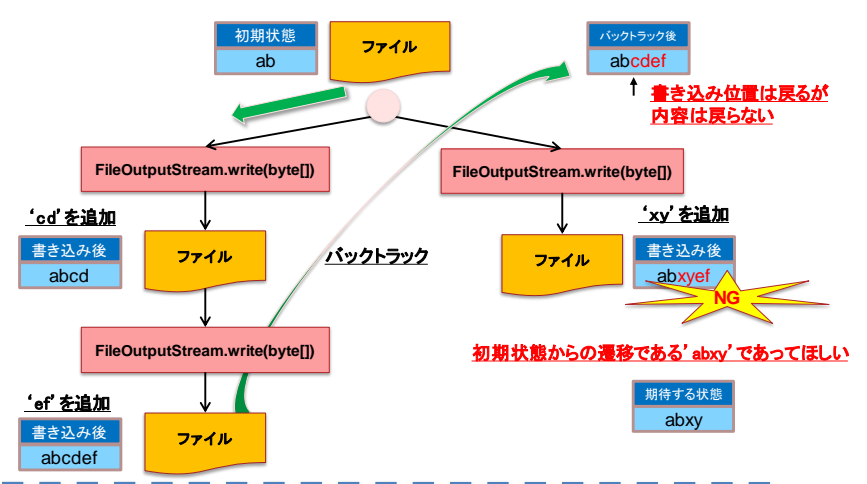 初期状態
ab
ファイル
バックトラック後
abcdef
書き込み位置は戻るが
内容は戻らない
FileOutputStream.write(byte[])
FileOutputStream.write(byte[])
‘cd’を追加
書き込み後
abcd
ファイル
バックトラック
‘xy’を追加
ファイル
書き込み後
abxyef
NG
FileOutputStream.write(byte[])
初期状態からの遷移である’abxy’であってほしい
‘ef’を追加
書き込み後
abcdef
ファイル
期待する状態
abxy